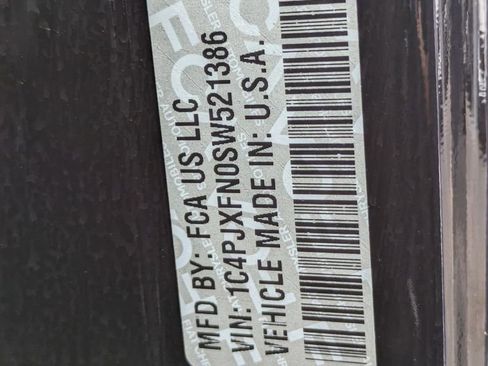 MFD BY: FCA US LLC
VIN: 1C4PJXFN0SW521386
VEHICLE MADE IN: U.S.A.